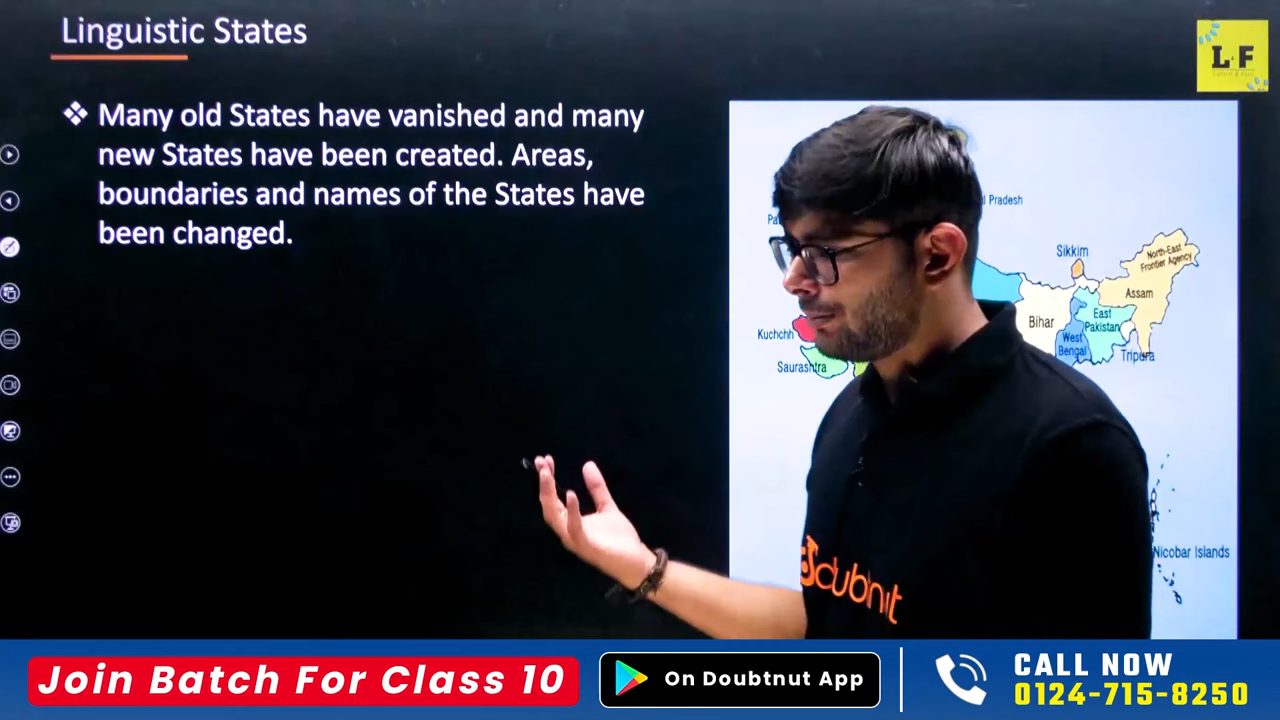 Linguistic States
L&F
❖ Many old States have vanished and many
new States have been created. Areas,
boundaries and names of the States have
been changed.
Pradesh
Sikkim
North-East
Frontier Agency
Assam
Bihar
East
Pakistan
West
Bengal
Tripura
Kuchchh
Saurashtra
Nicobar Islands
doubtnut
Join Batch For Class 10
On Doubtnut App
CALL NOW
0124-715-8250